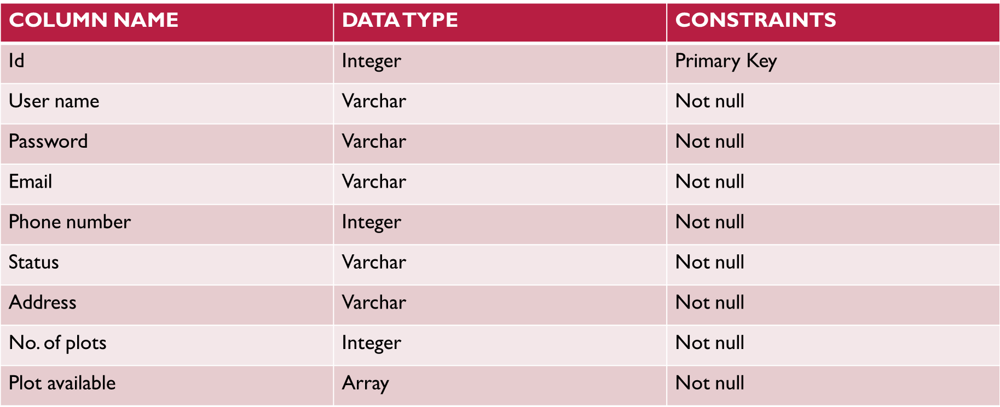 COLUMN NAME DATA TYPE CONSTRAINTS
Id Integer Primary Key
User name Varchar Not null
Password Varchar Not null
Email Varchar Not null
Phone number Integer Not null
Status Varchar Not null
Address Varchar Not null
No. of plots Integer Not null
Plot available Array Not null